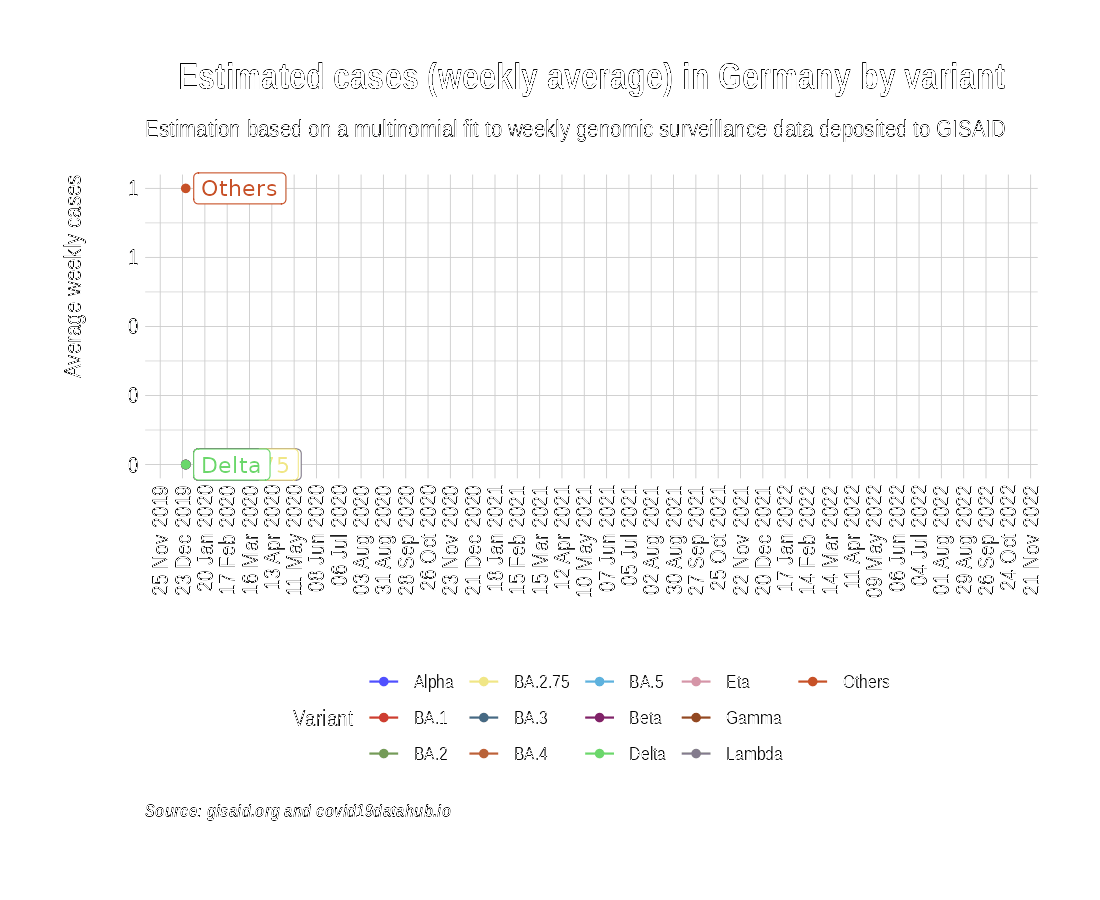 Estimated cases (weekly average) in Germany by variant
Estimation based on a multinomial fit to weekly genomic surveillance data deposited to GISAID
Average weekly cases
1
1
0
0
0
Others
Delta
5
25 Nov 2019
23 Dec 2019
20 Jan 2020
17 Feb 2020
16 Mar 2020
13 Apr 2020
11 May 2020
08 Jun 2020
06 Jul 2020
03 Aug 2020
31 Aug 2020
28 Sep 2020
26 Oct 2020
23 Nov 2020
21 Dec 2020
18 Jan 2021
15 Feb 2021
15 Mar 2021
12 Apr 2021
10 May 2021
07 Jun 2021
05 Jul 2021
02 Aug 2021
30 Aug 2021
27 Sep 2021
25 Oct 2021
22 Nov 2021
20 Dec 2021
17 Jan 2022
14 Feb 2022
14 Mar 2022
11 Apr 2022
09 May 2022
06 Jun 2022
04 Jul 2022
01 Aug 2022
29 Aug 2022
26 Sep 2022
24 Oct 2022
21 Nov 2022
Variant
Alpha
BA.1
BA.2
BA.2.75
BA.3
BA.4
BA.5
Beta
Delta
Eta
Gamma
Lambda
Others
Source: gisaid.org and covid19datahub.io